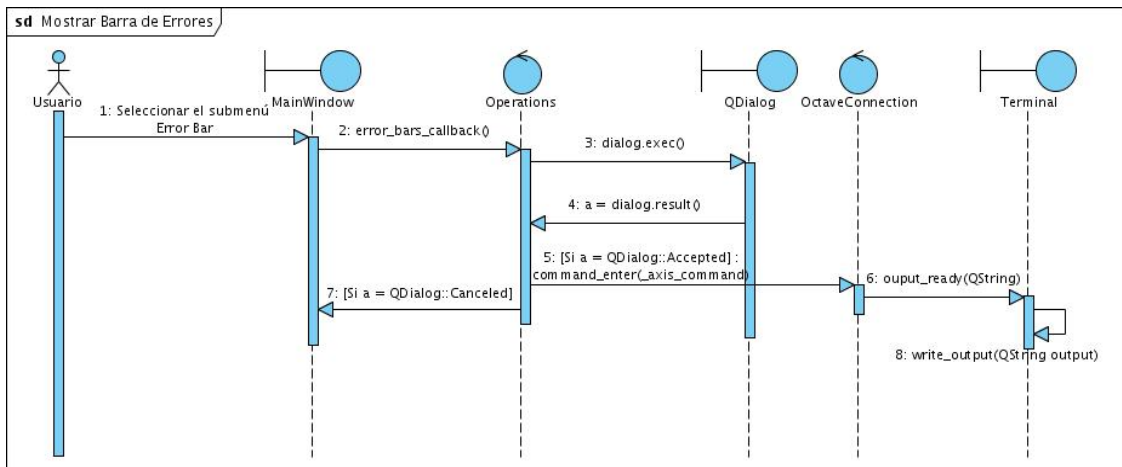 sd Mostrar Barra de Errores
Usuario
MainWindow
Operations
QDialog
OctaveConnection
Terminal
1: Seleccionar el submenú
Error Bar
2: error_bars_callback()
3: dialog.exec()
4: a = dialog.result()
5: [Si a = QDialog::Accepted] :
command_enter(_axis_command)
6: ouput_ready(QString)
7: [Si a = QDialog::Canceled]
8: write_output(QString output)